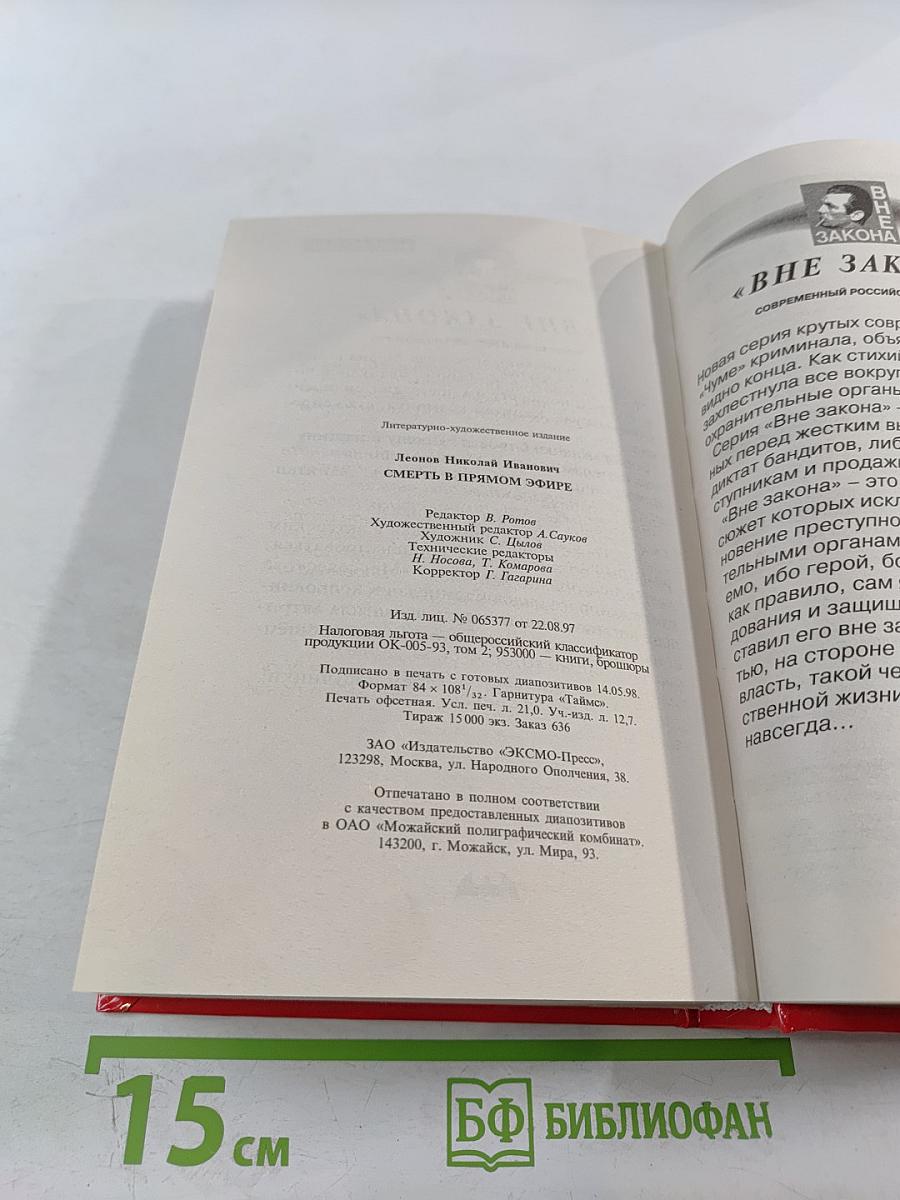 Литературно-художественное издание
Леонов Николай Иванович
СМЕРТЬ В ПРЯМОМ ЭФИРЕ
Редактор В. Ротов
Художественный редактор А.Сауков
Художник С. Цылов
Технические редакторы
Н. Носова, Т. Комарова
Корректор Г. Гагарина
Изд. лиц. № 065377 от 22.08.97
Налоговая льгота — общероссийский классификатор
продукции ОК-005-93, том 2; 953000 — книги, брошюры
Подписано в печать с готовых диапозитивов 14.05.98.
Формат 84 × 108¹/₃₂. Гарнитура «Таймс».
Печать офсетная. Усл. печ. л. 21,0. Уч.-изд. л. 12,7.
Тираж 15 000 экз. Заказ 636
ЗАО «Издательство «ЭКСМО-Пресс»,
123298, Москва, ул. Народного Ополчения, 38.
Отпечатано в полном соответствии
с качеством предоставленных диапозитивов
в ОАО «Можайский полиграфический комбинат».
143200, г. Можайск, ул. Мира, 93.
ВНЕ
ЗАКОНА
«ВНЕ ЗАК
СОВРЕМЕННЫЙ РОССИЙС
новая серия крутых совр
«чуме» криминала, объя
видно конца. Как стихий
захлестнула все вокруг
охранительные органы
Серия «Вне закона» –
ных перед жестким вы
диктат бандитов, либ
ступникам и продажн
«Вне закона» – это
сюжет которых искл
новение преступно
тельными органам
емо, ибо герой, бо
как правило, сам
дования и защищ
ставил его вне за
тью, на стороне
власть, такой че
ственной жизни
навсегда...
15 см
БФ БИБЛИОФАН